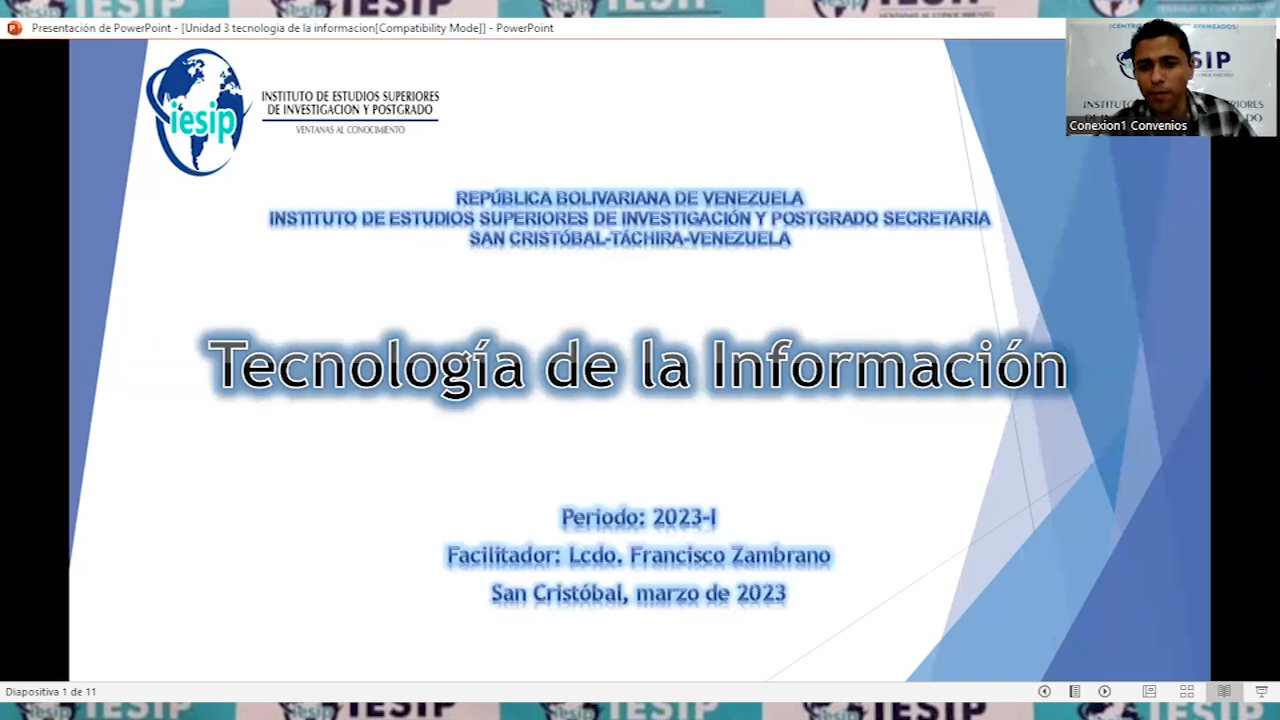 Presentación de PowerPoint - [Unidad 3 tecnologia de la informacion[Compatibility Mode]] - PowerPoint
iesip
INSTITUTO DE ESTUDIOS SUPERIORES
DE INVESTIGACION Y POSTGRADO
VENTANAS AL CONOCIMIENTO
Conexion1 Convenios
REPÚBLICA BOLIVARIANA DE VENEZUELA
INSTITUTO DE ESTUDIOS SUPERIORES DE INVESTIGACIÓN Y POSTGRADO SECRETARIA
SAN CRISTÓBAL-TÁCHIRA-VENEZUELA
Tecnología de la Información
Periodo: 2023-I
Facilitador: Lcdo. Francisco Zambrano
San Cristóbal, marzo de 2023
Diapositiva 1 de 11